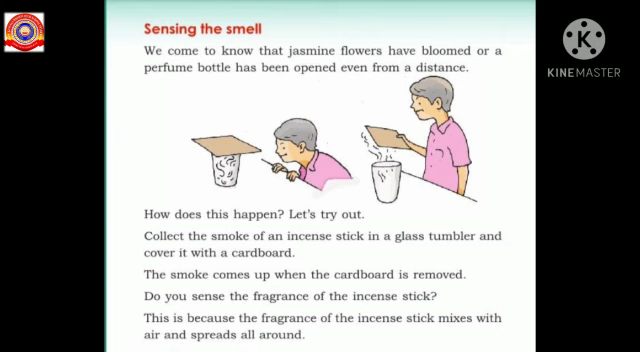 Sensing the smell
We come to know that jasmine flowers have bloomed or a
perfume bottle has been opened even from a distance.
K
KINEMASTER
How does this happen? Let's try out.
Collect the smoke of an incense stick in a glass tumbler and
cover it with a cardboard.
The smoke comes up when the cardboard is removed.
Do you sense the fragrance of the incense stick?
This is because the fragrance of the incense stick mixes with
air and spreads all around.